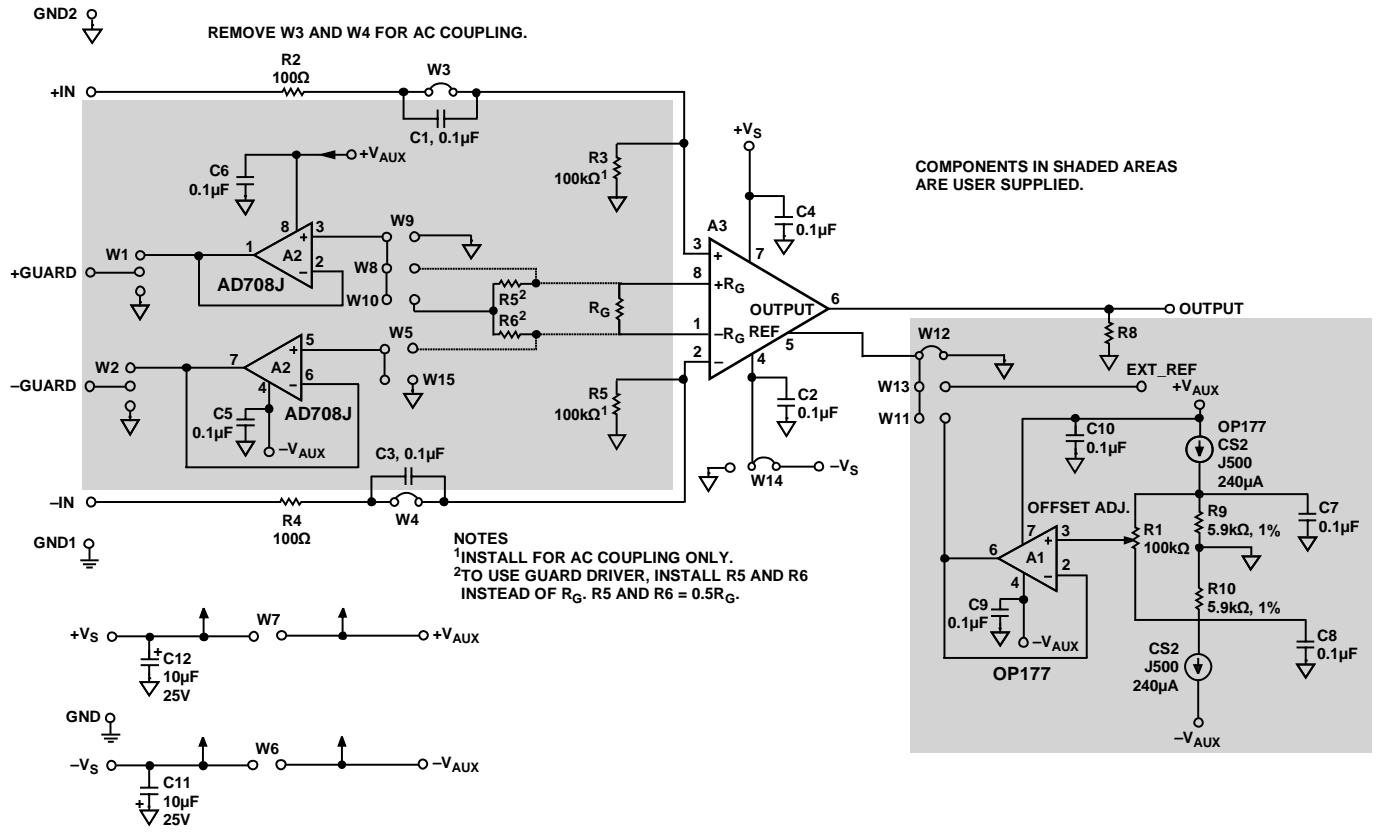 GND2
REMOVE W3 AND W4 FOR AC COUPLING.
R2
100Ω
W3
+IN
C1, 0.1µF
+VAUX
C6
0.1µF
8
3
1
A2
+
–
2
AD708J
W1
+GUARD
W9
W8
W10
R5²
R6²
RG
R3
100kΩ¹
+VS
C4
0.1µF
A3
7
3
+
8
+RG
OUTPUT
6
1
–RG
REF
5
2
–
4
COMPONENTS IN SHADED AREAS
ARE USER SUPPLIED.
OUTPUT
R8
W2
–GUARD
7
5
+
A2
–
6
4
AD708J
C5
0.1µF
–VAUX
W5
W15
R5
100kΩ¹
C2
0.1µF
W14
–VS
C3, 0.1µF
–IN
R4
100Ω
W4
GND1
NOTES
¹INSTALL FOR AC COUPLING ONLY.
²TO USE GUARD DRIVER, INSTALL R5 AND R6
INSTEAD OF RG. R5 AND R6 = 0.5RG.
W12
W13
W11
EXT_REF
+VAUX
C10
0.1µF
OP177
CS2
J500
240µA
OFFSET ADJ.
R1
100kΩ
R9
5.9kΩ, 1%
C7
0.1µF
7
3
6
A1
+
–
2
4
C9
0.1µF
–VAUX
OP177
R10
5.9kΩ, 1%
C8
0.1µF
CS2
J500
240µA
–VAUX
+VS
W7
+VAUX
+
C12
10µF
25V
GND
–VS
W6
–VAUX
C11
10µF
25V
+